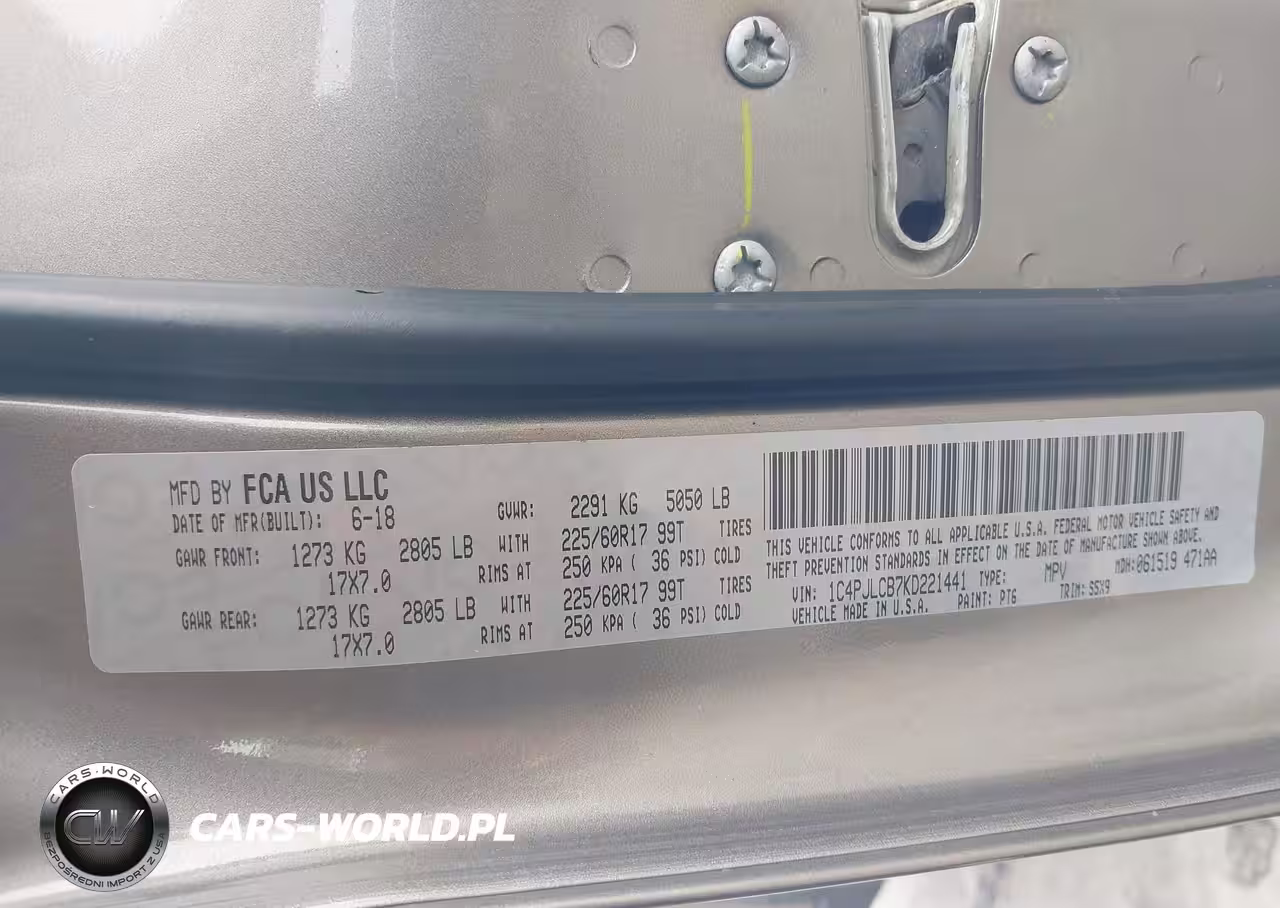 MFD BY FCA US LLC
DATE OF MFR(BUILT): 6-18
GVWR: 2291 KG 5050 LB
GAWR FRONT: 1273 KG 2805 LB WITH 225/60R17 99T TIRES
17X7.0 RIMS AT 250 KPA ( 36 PSI) COLD
GAWR REAR: 1273 KG 2805 LB WITH 225/60R17 99T TIRES
17X7.0 RIMS AT 250 KPA ( 36 PSI) COLD
THIS VEHICLE CONFORMS TO ALL APPLICABLE U.S.A. FEDERAL MOTOR VEHICLE SAFETY AND
THEFT PREVENTION STANDARDS IN EFFECT ON THE DATE OF MANUFACTURE SHOWN ABOVE.
VIN: 1C4PJLCB7KD221441 TYPE: MPV MDH: 061519 471AA
VEHICLE MADE IN U.S.A. PAINT: PT6 TRIM: S5X9
CARS-WORLD
CW
BEZPOŚREDNI IMPORT Z USA
CARS-WORLD.PL